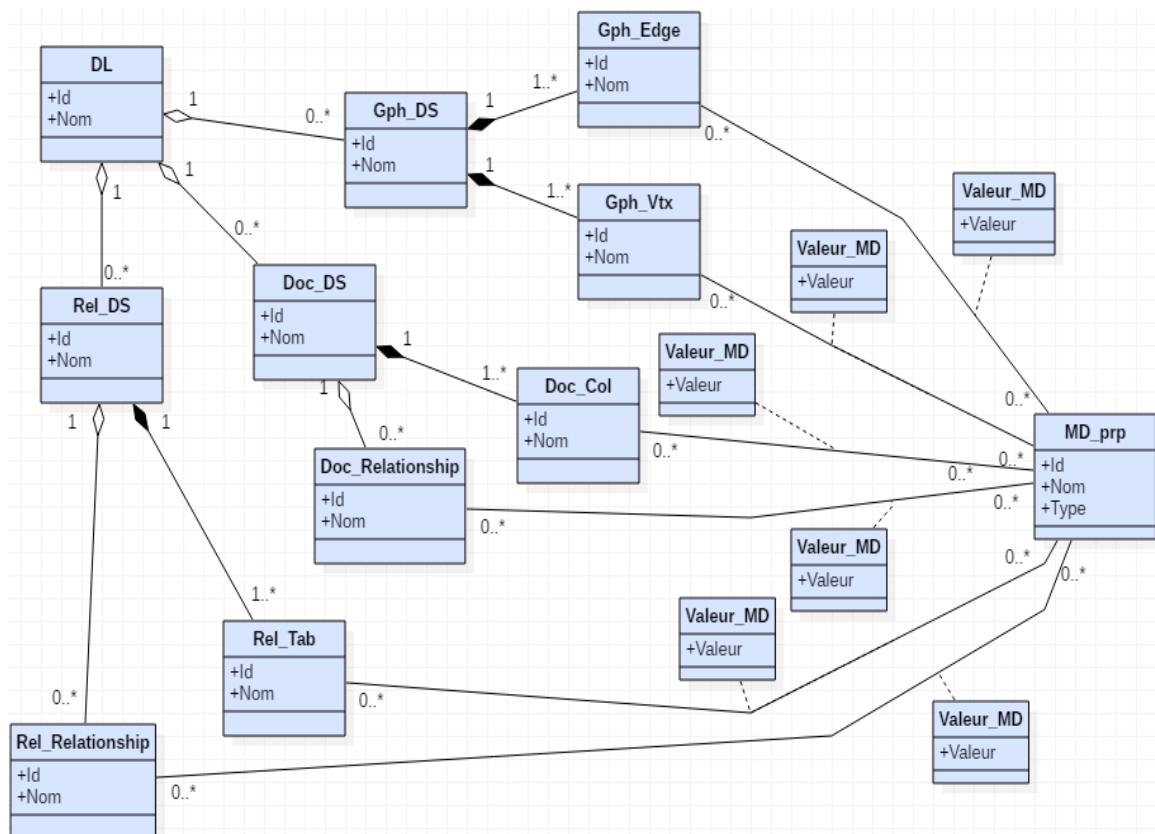 Gph_Edge
+Id
+Nom
DL
+Id
+Nom
1
0..*
Gph_DS
+Id
+Nom
1
1..*
0..*
1
1..*
Gph_Vtx
+Id
+Nom
0..*
Valeur_MD
+Valeur
Valeur_MD
+Valeur
1
1
0..*
0..*
Rel_DS
+Id
+Nom
Doc_DS
+Id
+Nom
1
1..*
Valeur_MD
+Valeur
Doc_Col
+Id
+Nom
0..*
0..*
MD_prp
+Id
+Nom
+Type
0..*
0..*
0..*
1
0..*
Doc_Relationship
+Id
+Nom
0..*
Valeur_MD
+Valeur
0..*
0..*
1
1
1..*
Rel_Tab
+Id
+Nom
0..*
Valeur_MD
+Valeur
0..*
Rel_Relationship
+Id
+Nom
0..*
Valeur_MD
+Valeur